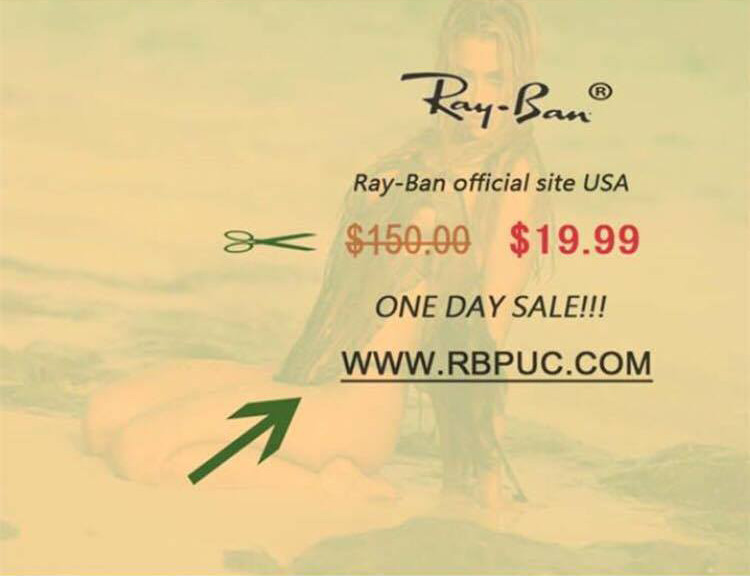 Ray-Ban®
Ray-Ban official site USA
$150.00 $19.99
ONE DAY SALE!!!
WWW.RBPUC.COM